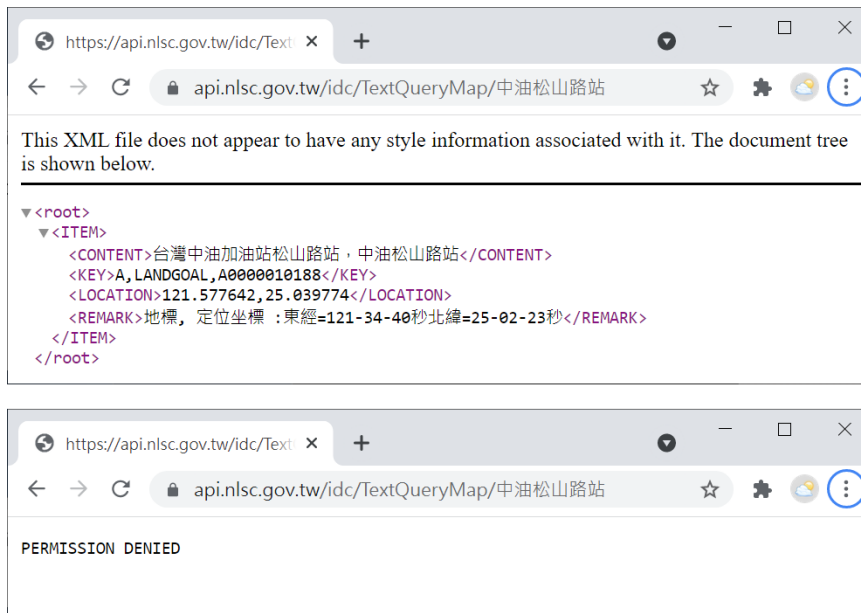 https://api.nlsc.gov.tw/idc/Text
api.nlsc.gov.tw/idc/TextQueryMap/中油松山路站
This XML file does not appear to have any style information associated with it. The document tree
is shown below.
<root>
<ITEM>
<CONTENT>台灣中油加油站松山路站，中油松山路站</CONTENT>
<KEY>A,LANDGOAL,A0000010188</KEY>
<LOCATION>121.577642,25.039774</LOCATION>
<REMARK>地標, 定位坐標 :東經=121-34-40秒北緯=25-02-23秒</REMARK>
</ITEM>
</root>
https://api.nlsc.gov.tw/idc/Text
api.nlsc.gov.tw/idc/TextQueryMap/中油松山路站
PERMISSION DENIED